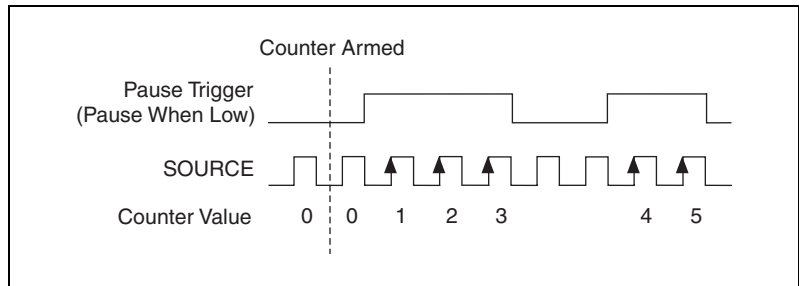 Counter Armed
Pause Trigger
(Pause When Low)
SOURCE
Counter Value 0 0 1 2 3 4 5